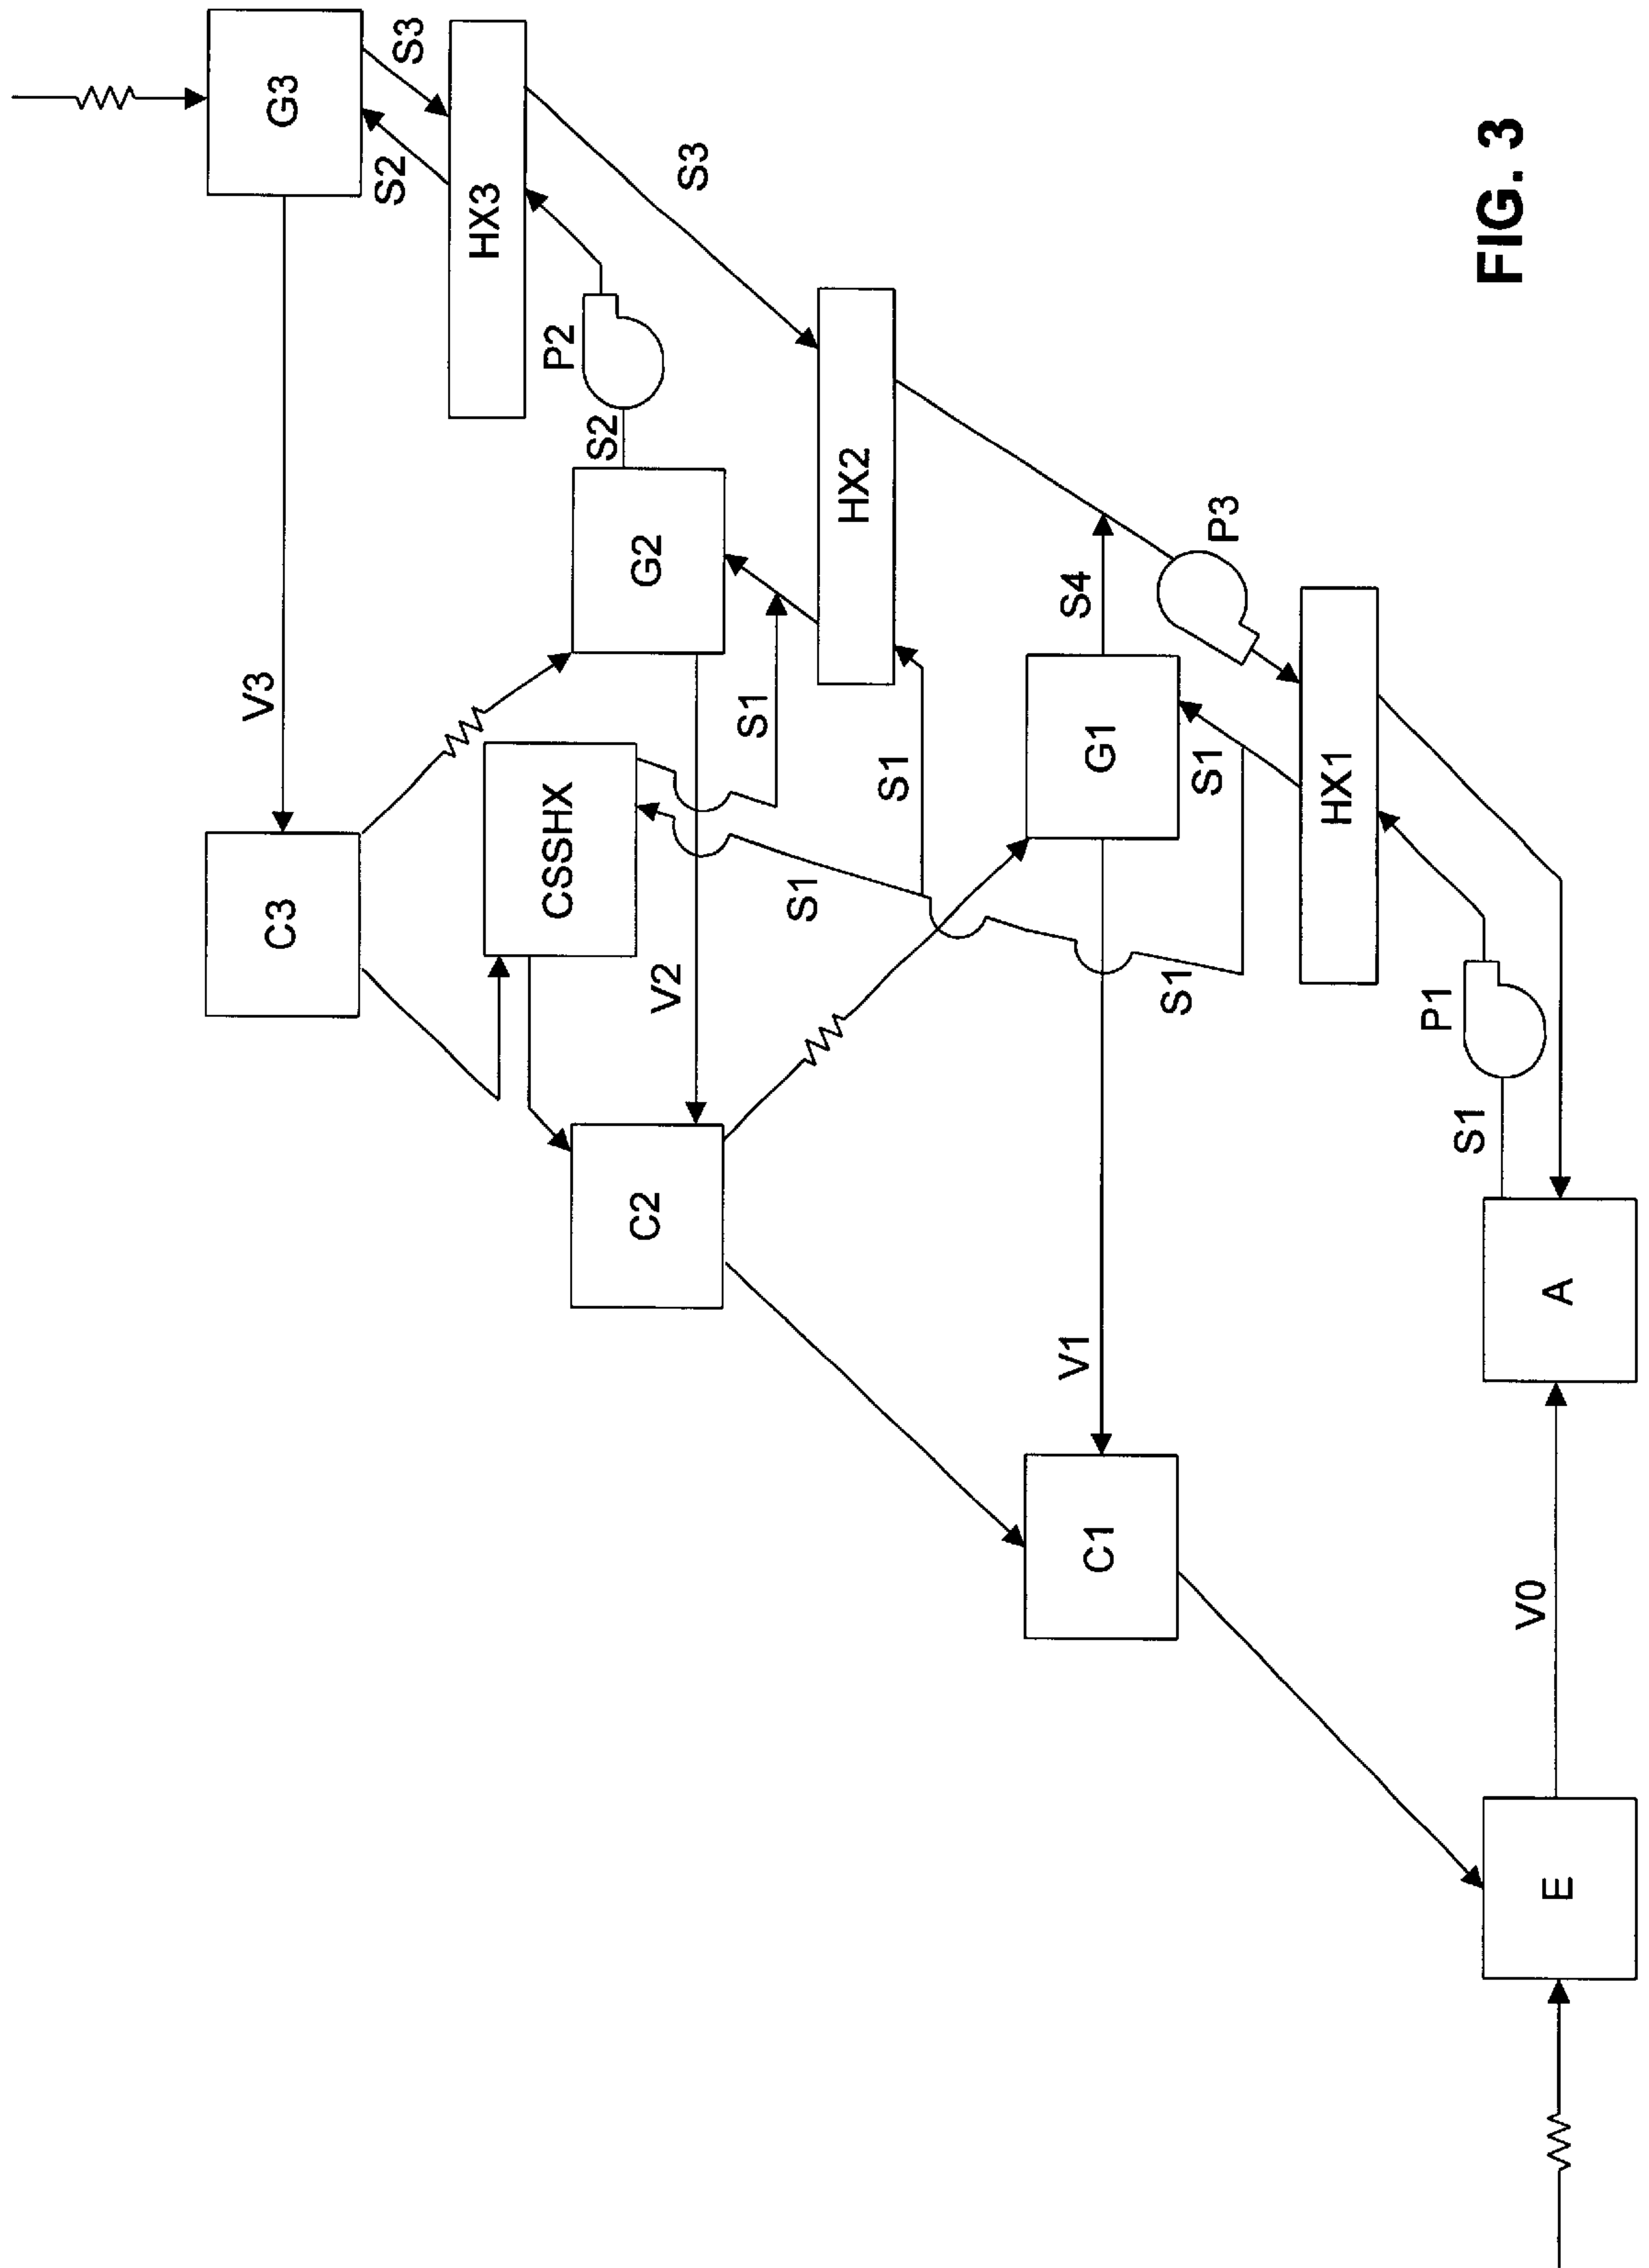 V3
C3
G3
S2
S3
HX3
CSSHX
P2
S2
C2
G2
V2
S3
S1
S1
HX2
S1
V1
S4
C1
G1
S1
S1
P3
HX1
P1
S1
V0
E
A
FIG. 3